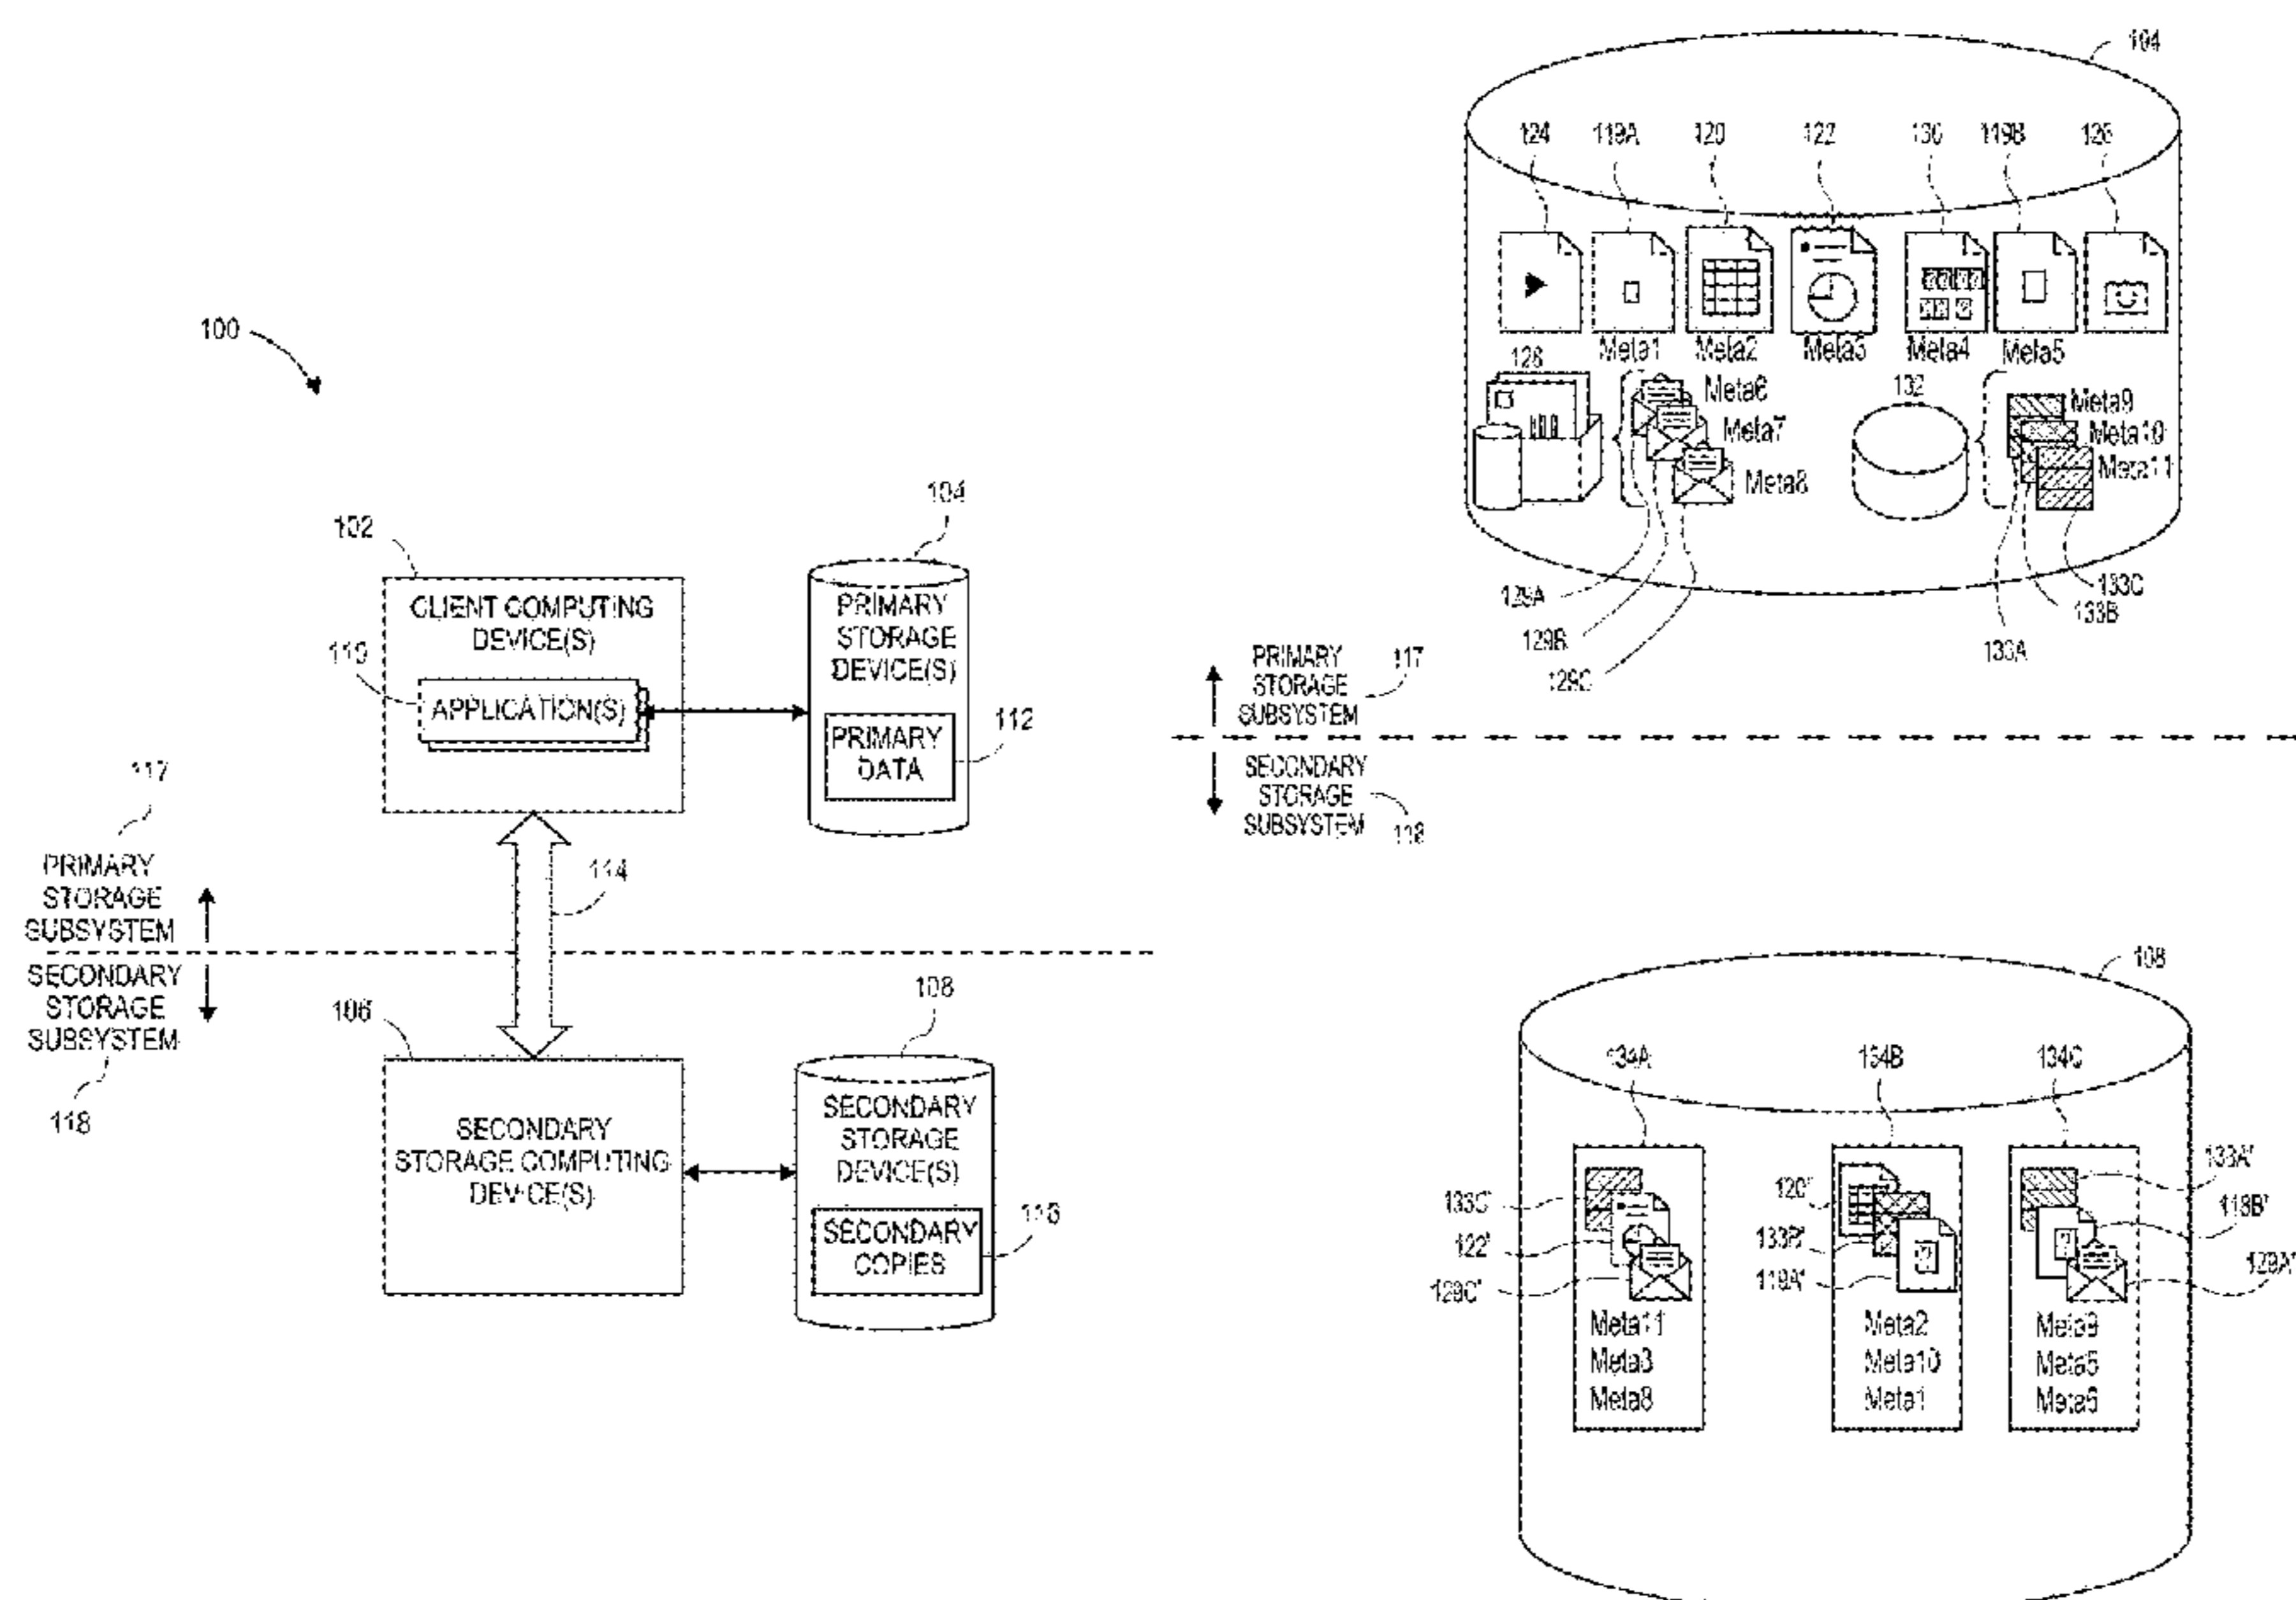 100
102
CLIENT COMPUTING
DEVICE(S)
110
APPLICATION(S)
104
PRIMARY
STORAGE
DEVICE(S)
PRIMARY
DATA
112
117
PRIMARY
STORAGE
SUBSYSTEM
114
SECONDARY
STORAGE
SUBSYSTEM
118
106
SECONDARY
STORAGE COMPUTING
DEVICE(S)
108
SECONDARY
STORAGE
DEVICE(S)
SECONDARY
COPIES
116
104
124 119A 120 122 130 119B 126
Meta1 Meta2 Meta3 Meta4 Meta5
128
Meta6
Meta7
Meta8
132
Meta9
Meta10
Meta11
129A
129B
129C
133A
133B
133C
PRIMARY
STORAGE
SUBSYSTEM
117
SECONDARY
STORAGE
SUBSYSTEM
118
108
134A 134B 134C
133C'
122'
129C'
Meta11
Meta3
Meta8
120'
133B'
119A'
Meta2
Meta10
Meta1
133A'
129A'
Meta9
Meta5
Meta6